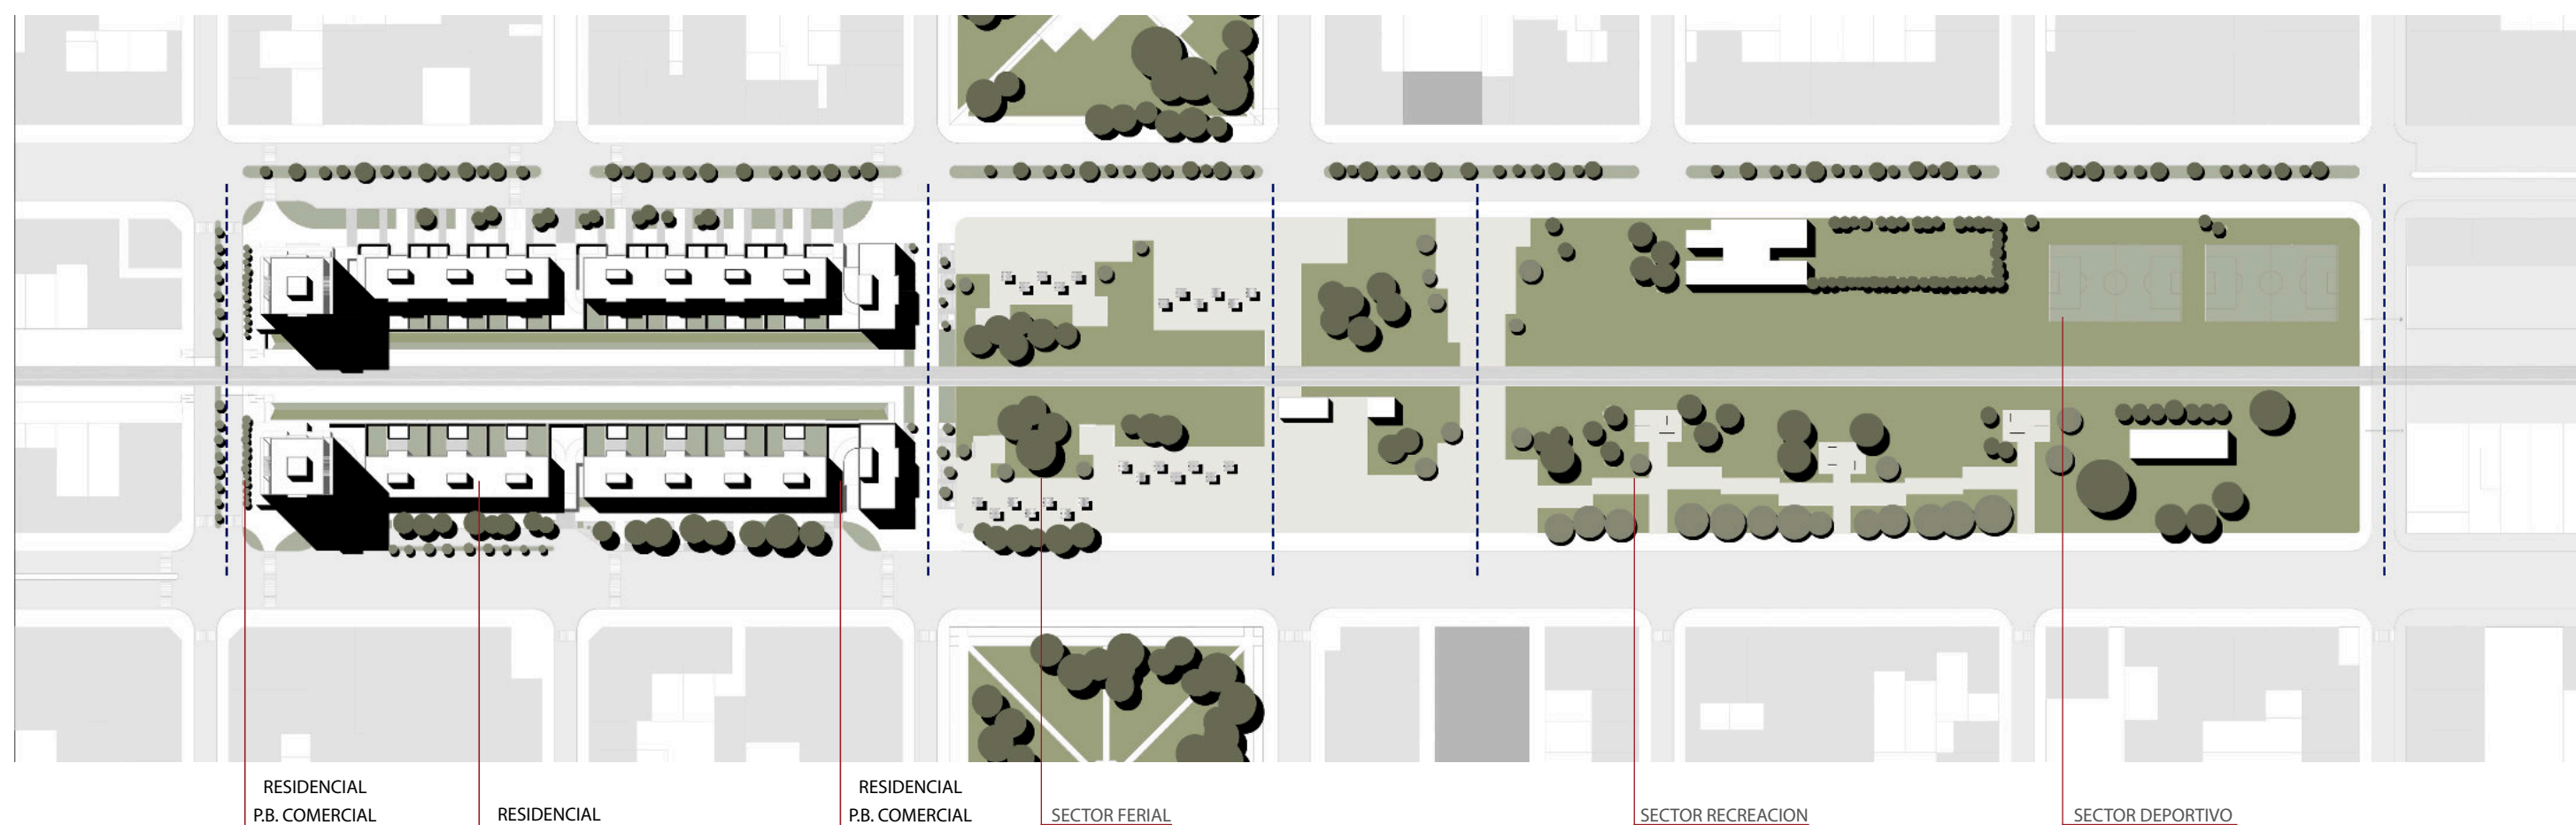 RESIDENCIAL
P.B. COMERCIAL
RESIDENCIAL
RESIDENCIAL
P.B. COMERCIAL
SECTOR FERIAL
SECTOR RECREACION
SECTOR DEPORTIVO